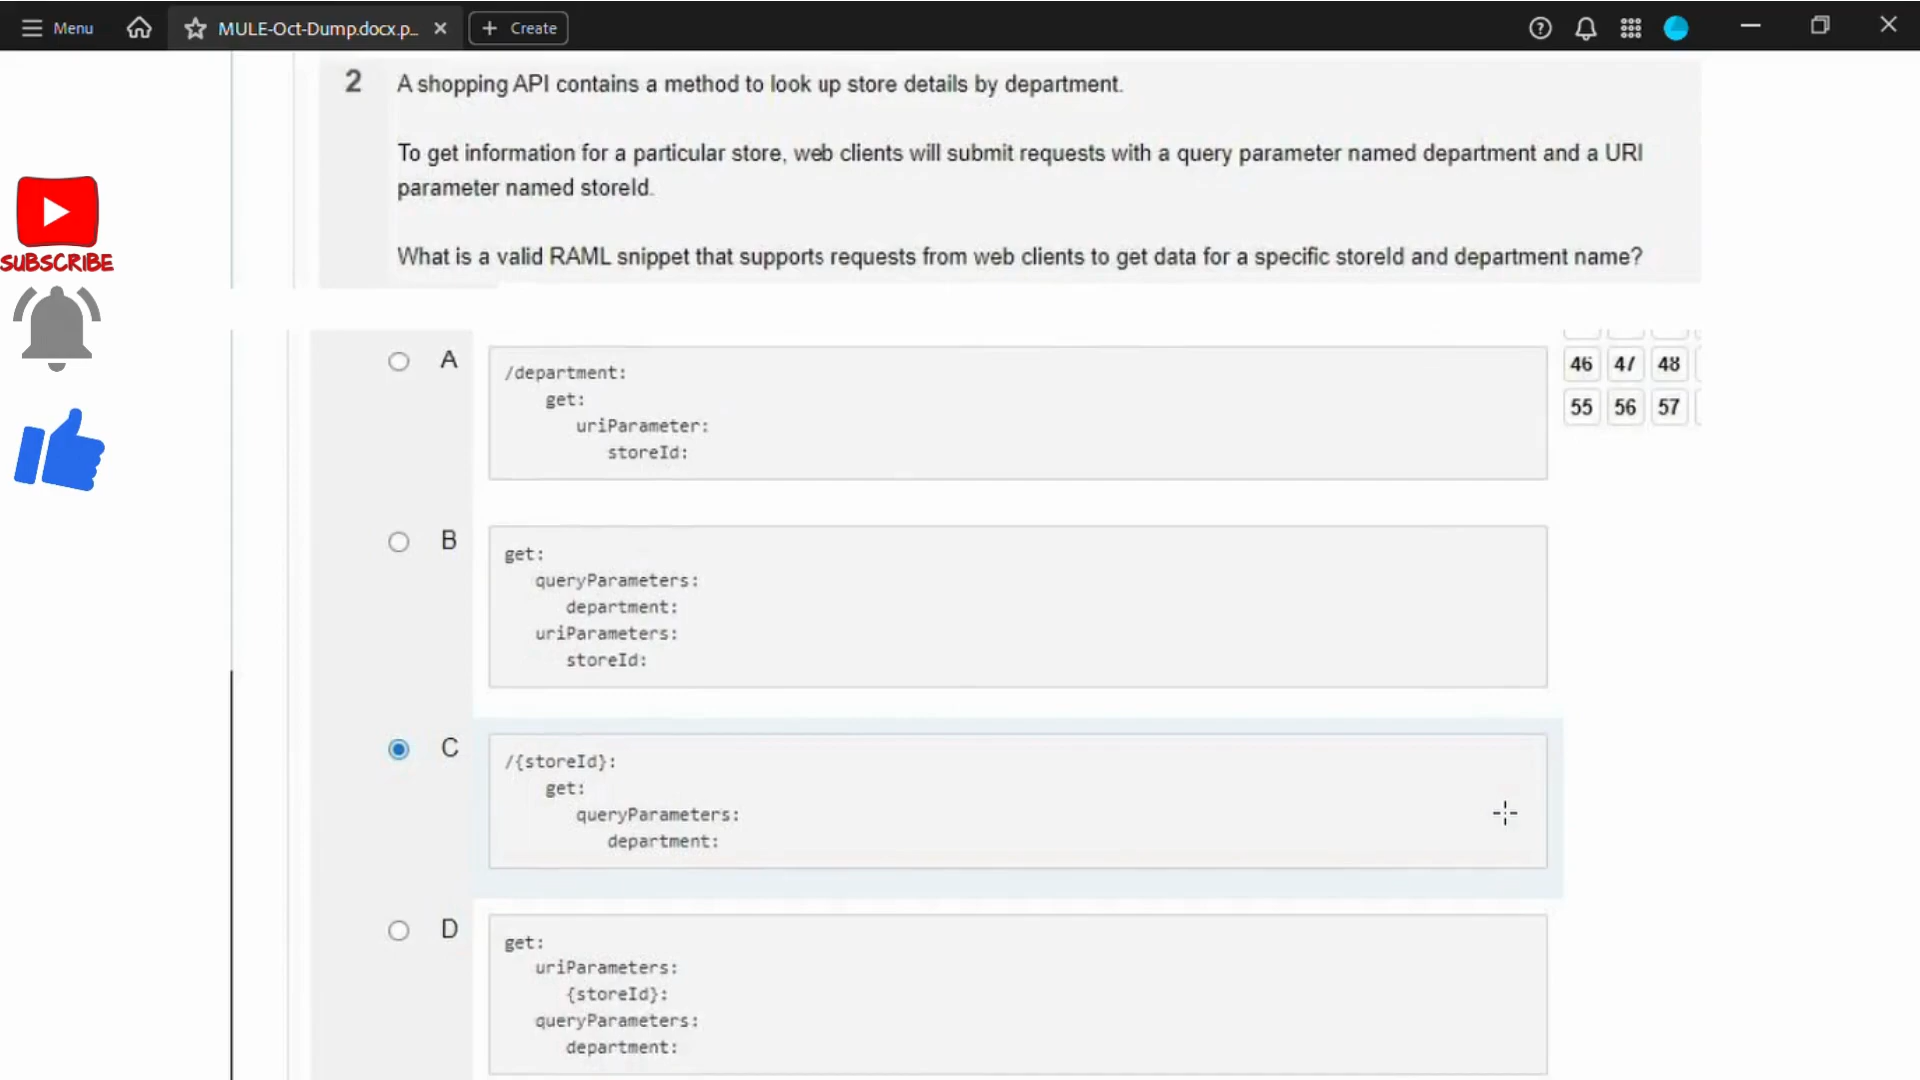 Menu
MULE-Oct-Dump.docx.p...
Create
2 A shopping API contains a method to look up store details by department.
To get information for a particular store, web clients will submit requests with a query parameter named department and a URI
parameter named storeId.
What is a valid RAML snippet that supports requests from web clients to get data for a specific storeId and department name?
SUBSCRIBE
A
/department:
get:
uriParameter:
storeId:
46 47 48
55 56 57
B
get:
queryParameters:
department:
uriParameters:
storeId:
C
/{storeId}:
get:
queryParameters:
department:
D
get:
uriParameters:
{storeId}:
queryParameters:
department: